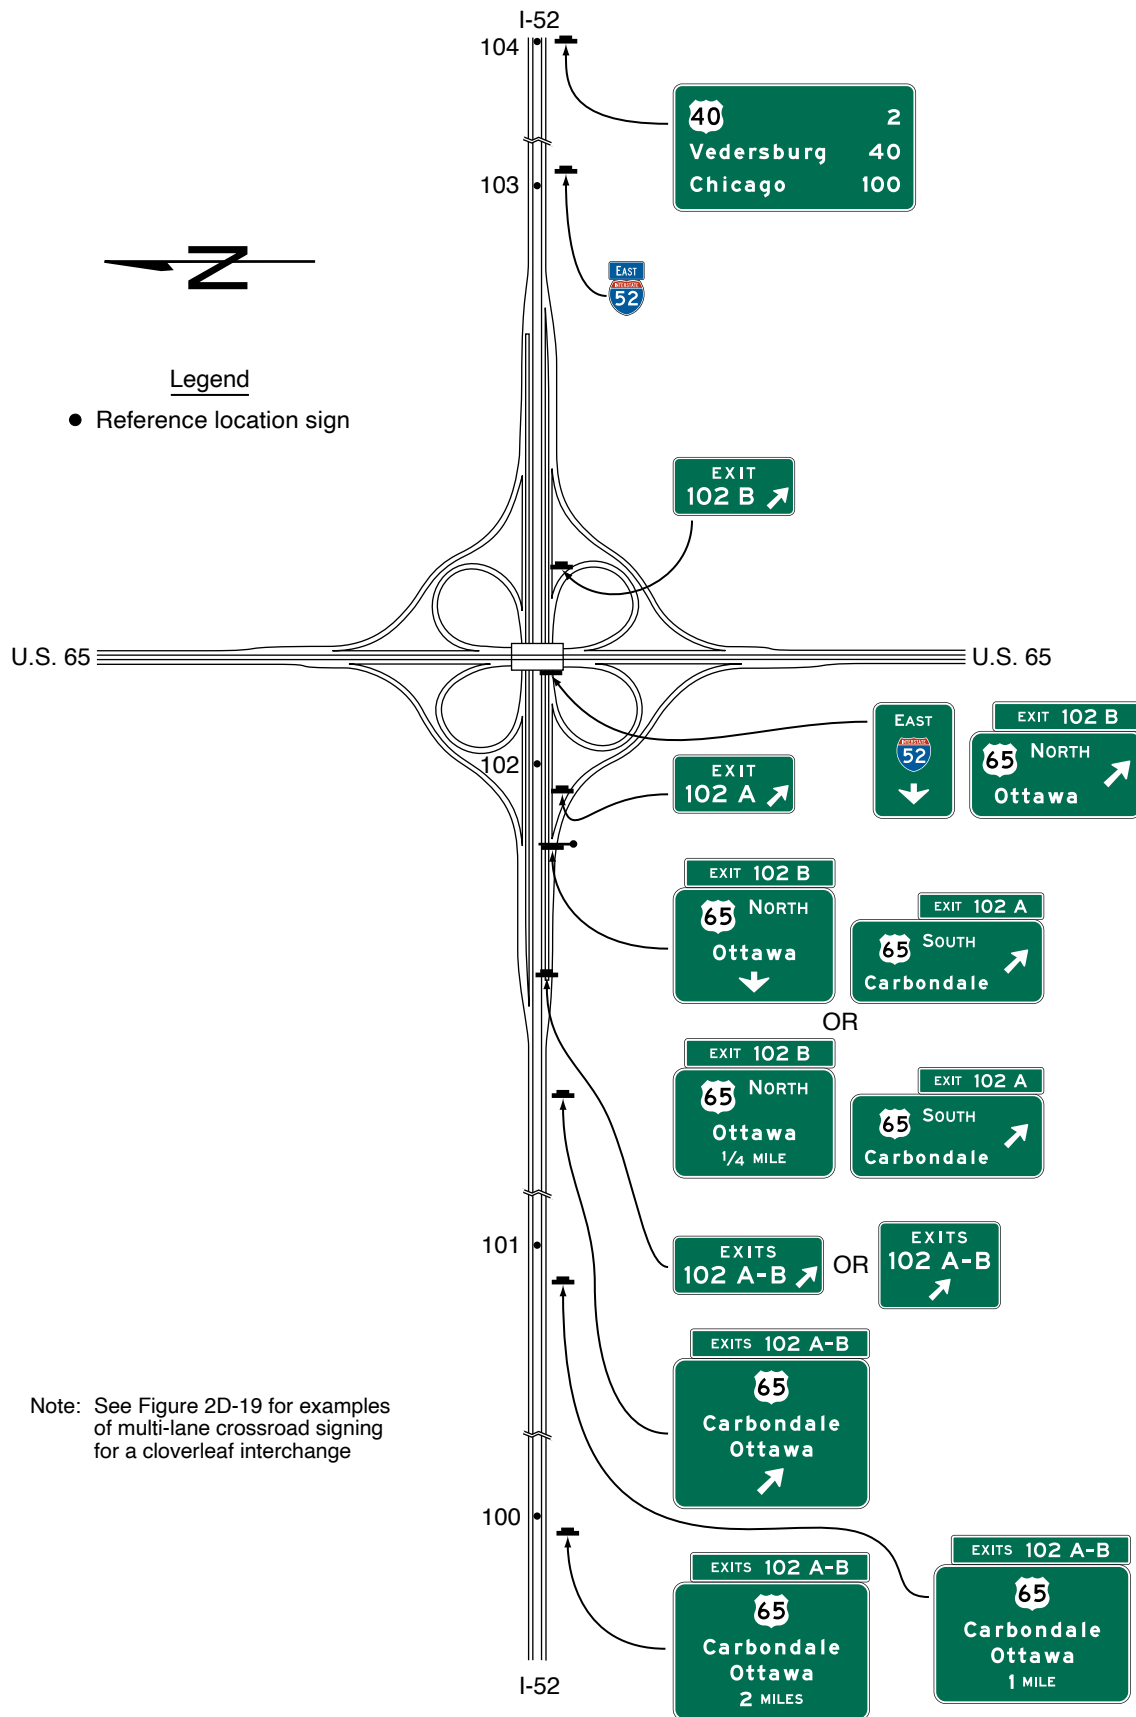 I-52
104
40 2
Vedersburg 40
Chicago 100
103
N
EAST
INTERSTATE
52
Legend
● Reference location sign
EXIT
102 B
U.S. 65
U.S. 65
EAST
INTERSTATE
52
EXIT 102 B
65 NORTH
Ottawa
102
EXIT
102 A
EXIT 102 B
65 NORTH
Ottawa
EXIT 102 A
65 SOUTH
Carbondale
OR
EXIT 102 B
65 NORTH
Ottawa
1/4 MILE
EXIT 102 A
65 SOUTH
Carbondale
101
EXITS
102 A-B
OR
EXITS
102 A-B
EXITS 102 A-B
65
Carbondale
Ottawa
Note: See Figure 2D-19 for examples
of multi-lane crossroad signing
for a cloverleaf interchange
100
EXITS 102 A-B
65
Carbondale
Ottawa
2 MILES
EXITS 102 A-B
65
Carbondale
Ottawa
1 MILE
I-52